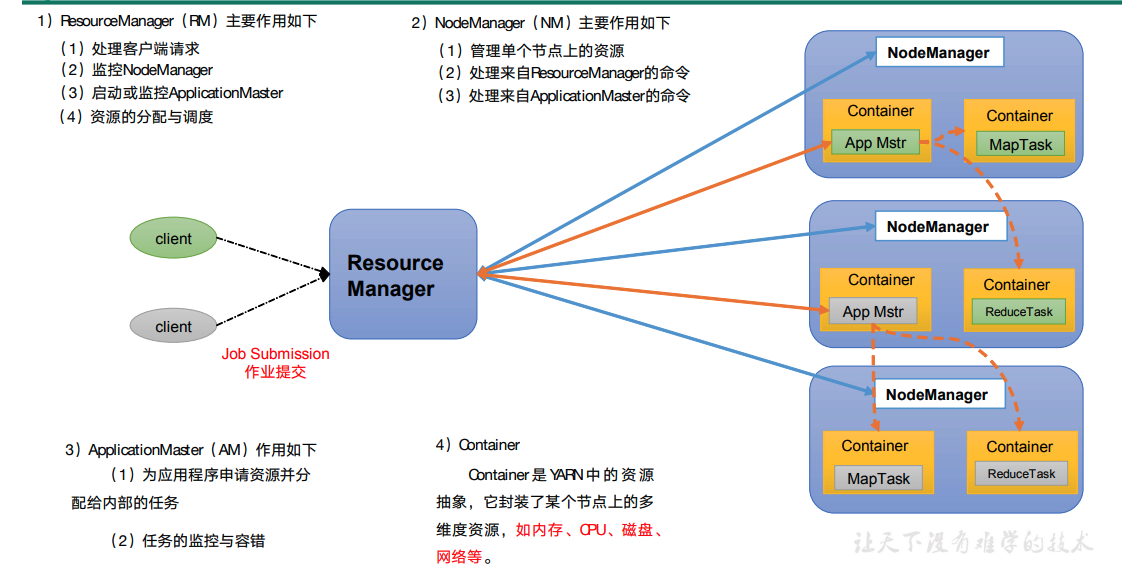 1）ResourceManager（RM）主要作用如下
（1）处理客户端请求
（2）监控NodeManager
（3）启动或监控ApplicationMaster
（4）资源的分配与调度
2）NodeManager（NM）主要作用如下
（1）管理单个节点上的资源
（2）处理来自ResourceManager的命令
（3）处理来自ApplicationMaster的命令
NodeManager
Container
App Mstr
Container
MapTask
client
client
Job Submission
作业提交
Resource
Manager
NodeManager
Container
App Mstr
Container
ReduceTask
NodeManager
Container
MapTask
Container
ReduceTask
3）ApplicationMaster（AM）作用如下
（1）为应用程序申请资源并分
配给内部的任务
（2）任务的监控与容错
4）Container
Container是YARN中的资源
抽象，它封装了某个节点上的多
维度资源，如内存、CPU、磁盘、
网络等。
让天下没有难学的技术